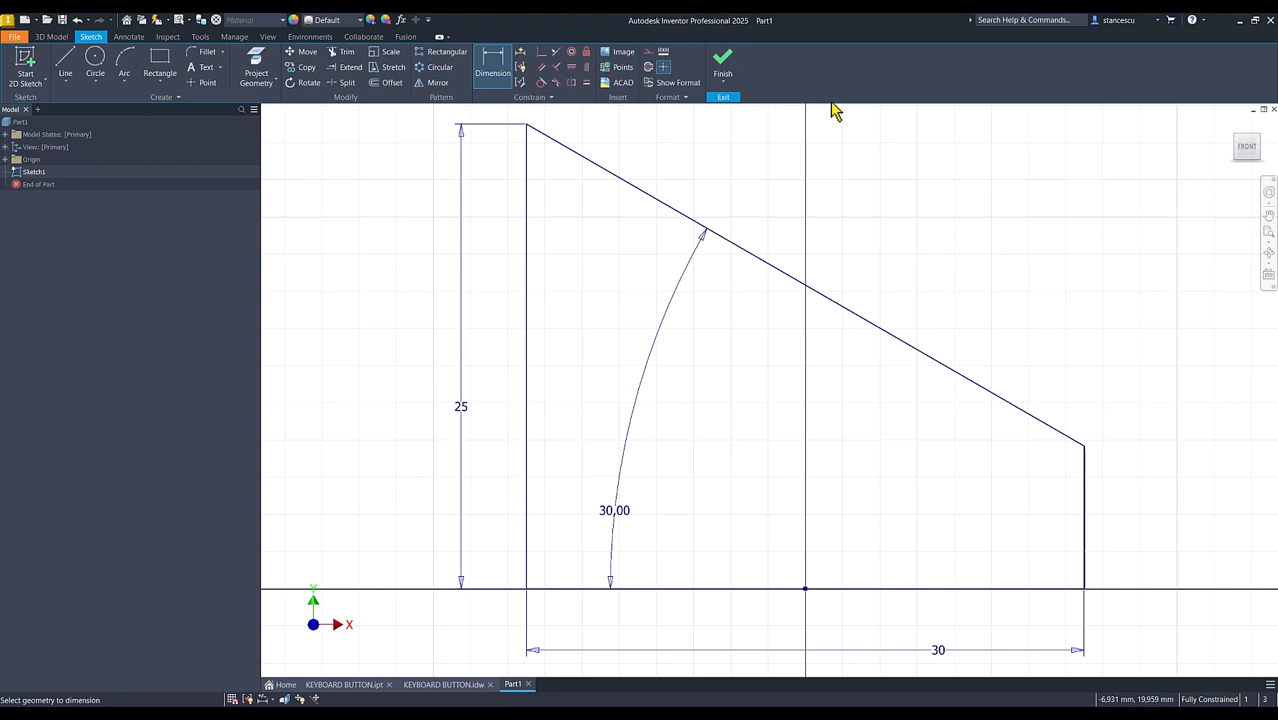 Material
Default
fx
Autodesk Inventor Professional 2025 Part1
Search Help & Commands...
stancescu
File
3D Model
Sketch
Annotate
Inspect
Tools
Manage
View
Environments
Collaborate
Fusion
Start
2D Sketch
Line
Circle
Arc
Rectangle
Fillet
Text
Point
Project
Geometry
Move
Copy
Rotate
Trim
Extend
Split
Scale
Stretch
Offset
Rectangular
Circular
Mirror
Dimension
Image
Points
ACAD
Show Format
Finish
Sketch
Create
Modify
Pattern
Constrain
Insert
Format
Exit
Model
Part1
Model States: [Primary]
View: [Primary]
Origin
Sketch1
End of Part
FRONT
25
30,00
30
Y
X
Home
KEYBOARD BUTTON.ipt
KEYBOARD BUTTON.idw
Part1
Select geometry to dimension
-6,931 mm, 19,959 mm
Fully Constrained
1
3